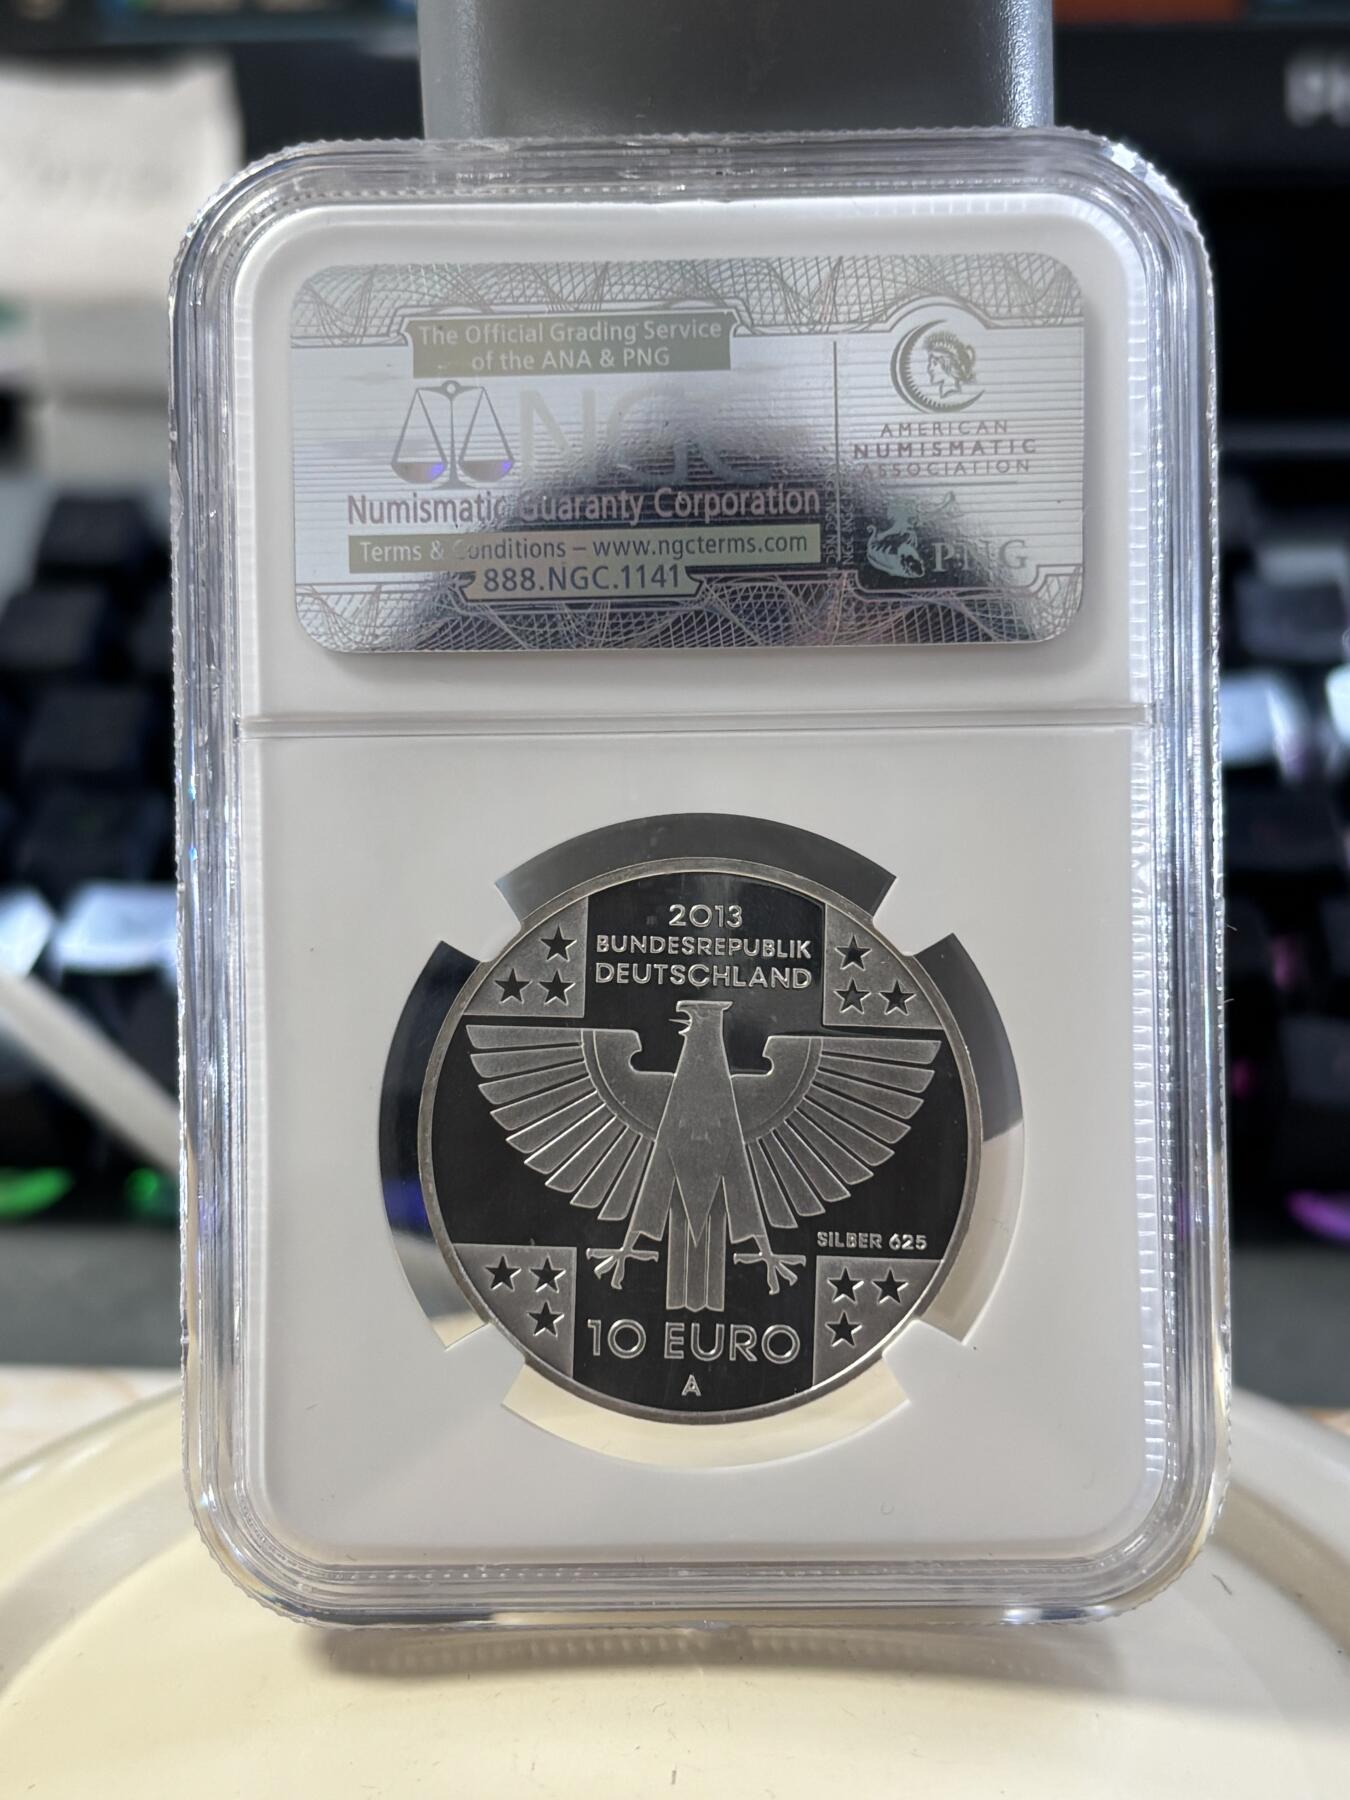 The Official Grading Service
of the ANA & PNG
NGC
Numismatic Guaranty Corporation
Terms & Conditions – www.ngcterms.com
888.NGC.1141
AMERICAN
NUMISMATIC
ASSOCIATION
PNG
2013
BUNDESREPUBLIK
DEUTSCHLAND
SILBER 625
10 EURO
A